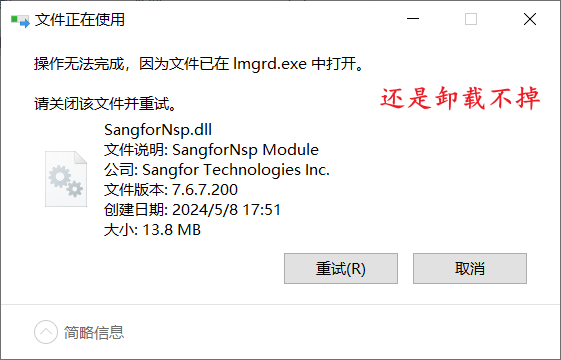 文件正在使用
操作无法完成，因为文件已在 lmgrd.exe 中打开。
还是卸载不掉
请关闭该文件并重试。
SangforNsp.dll
文件说明: SangforNsp Module
公司: Sangfor Technologies Inc.
文件版本: 7.6.7.200
创建日期: 2024/5/8 17:51
大小: 13.8 MB
重试(R)
取消
简略信息